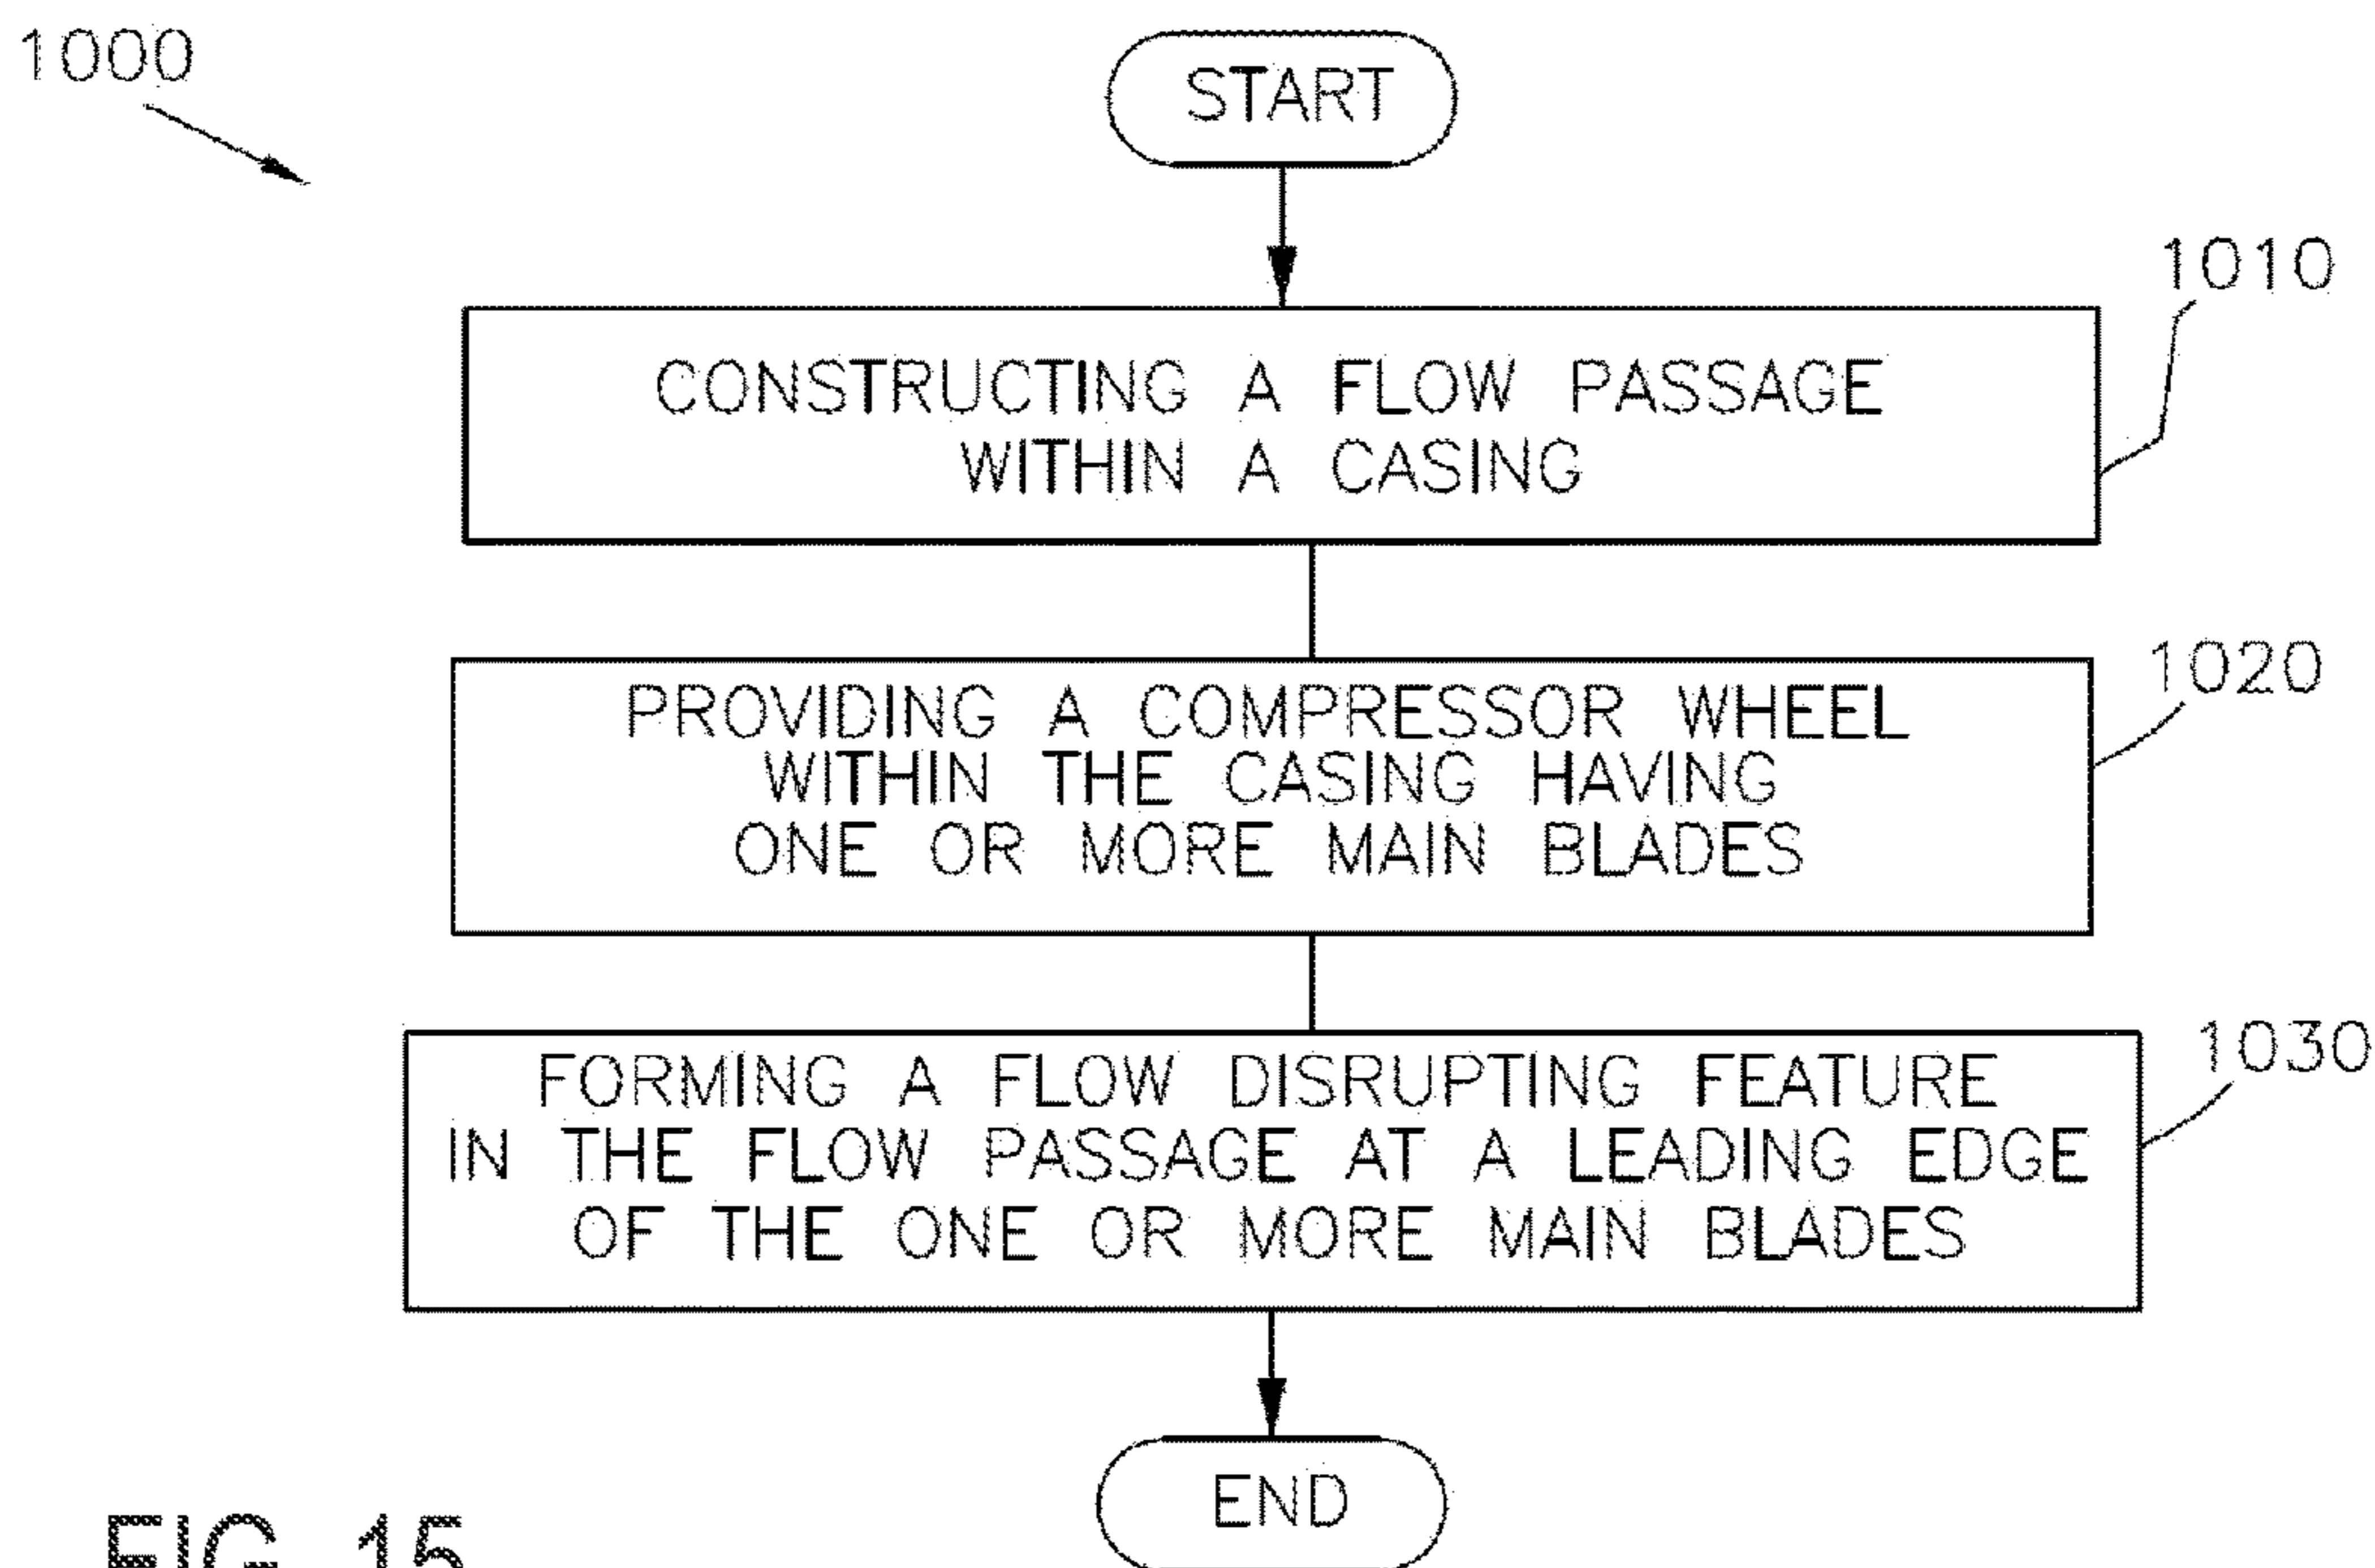 1000
START
1010
CONSTRUCTING A FLOW PASSAGE
WITHIN A CASING
1020
PROVIDING A COMPRESSOR WHEEL
WITHIN THE CASING HAVING
ONE OR MORE MAIN BLADES
1030
FORMING A FLOW DISRUPTING FEATURE
IN THE FLOW PASSAGE AT A LEADING EDGE
OF THE ONE OR MORE MAIN BLADES
END
FIG. 15